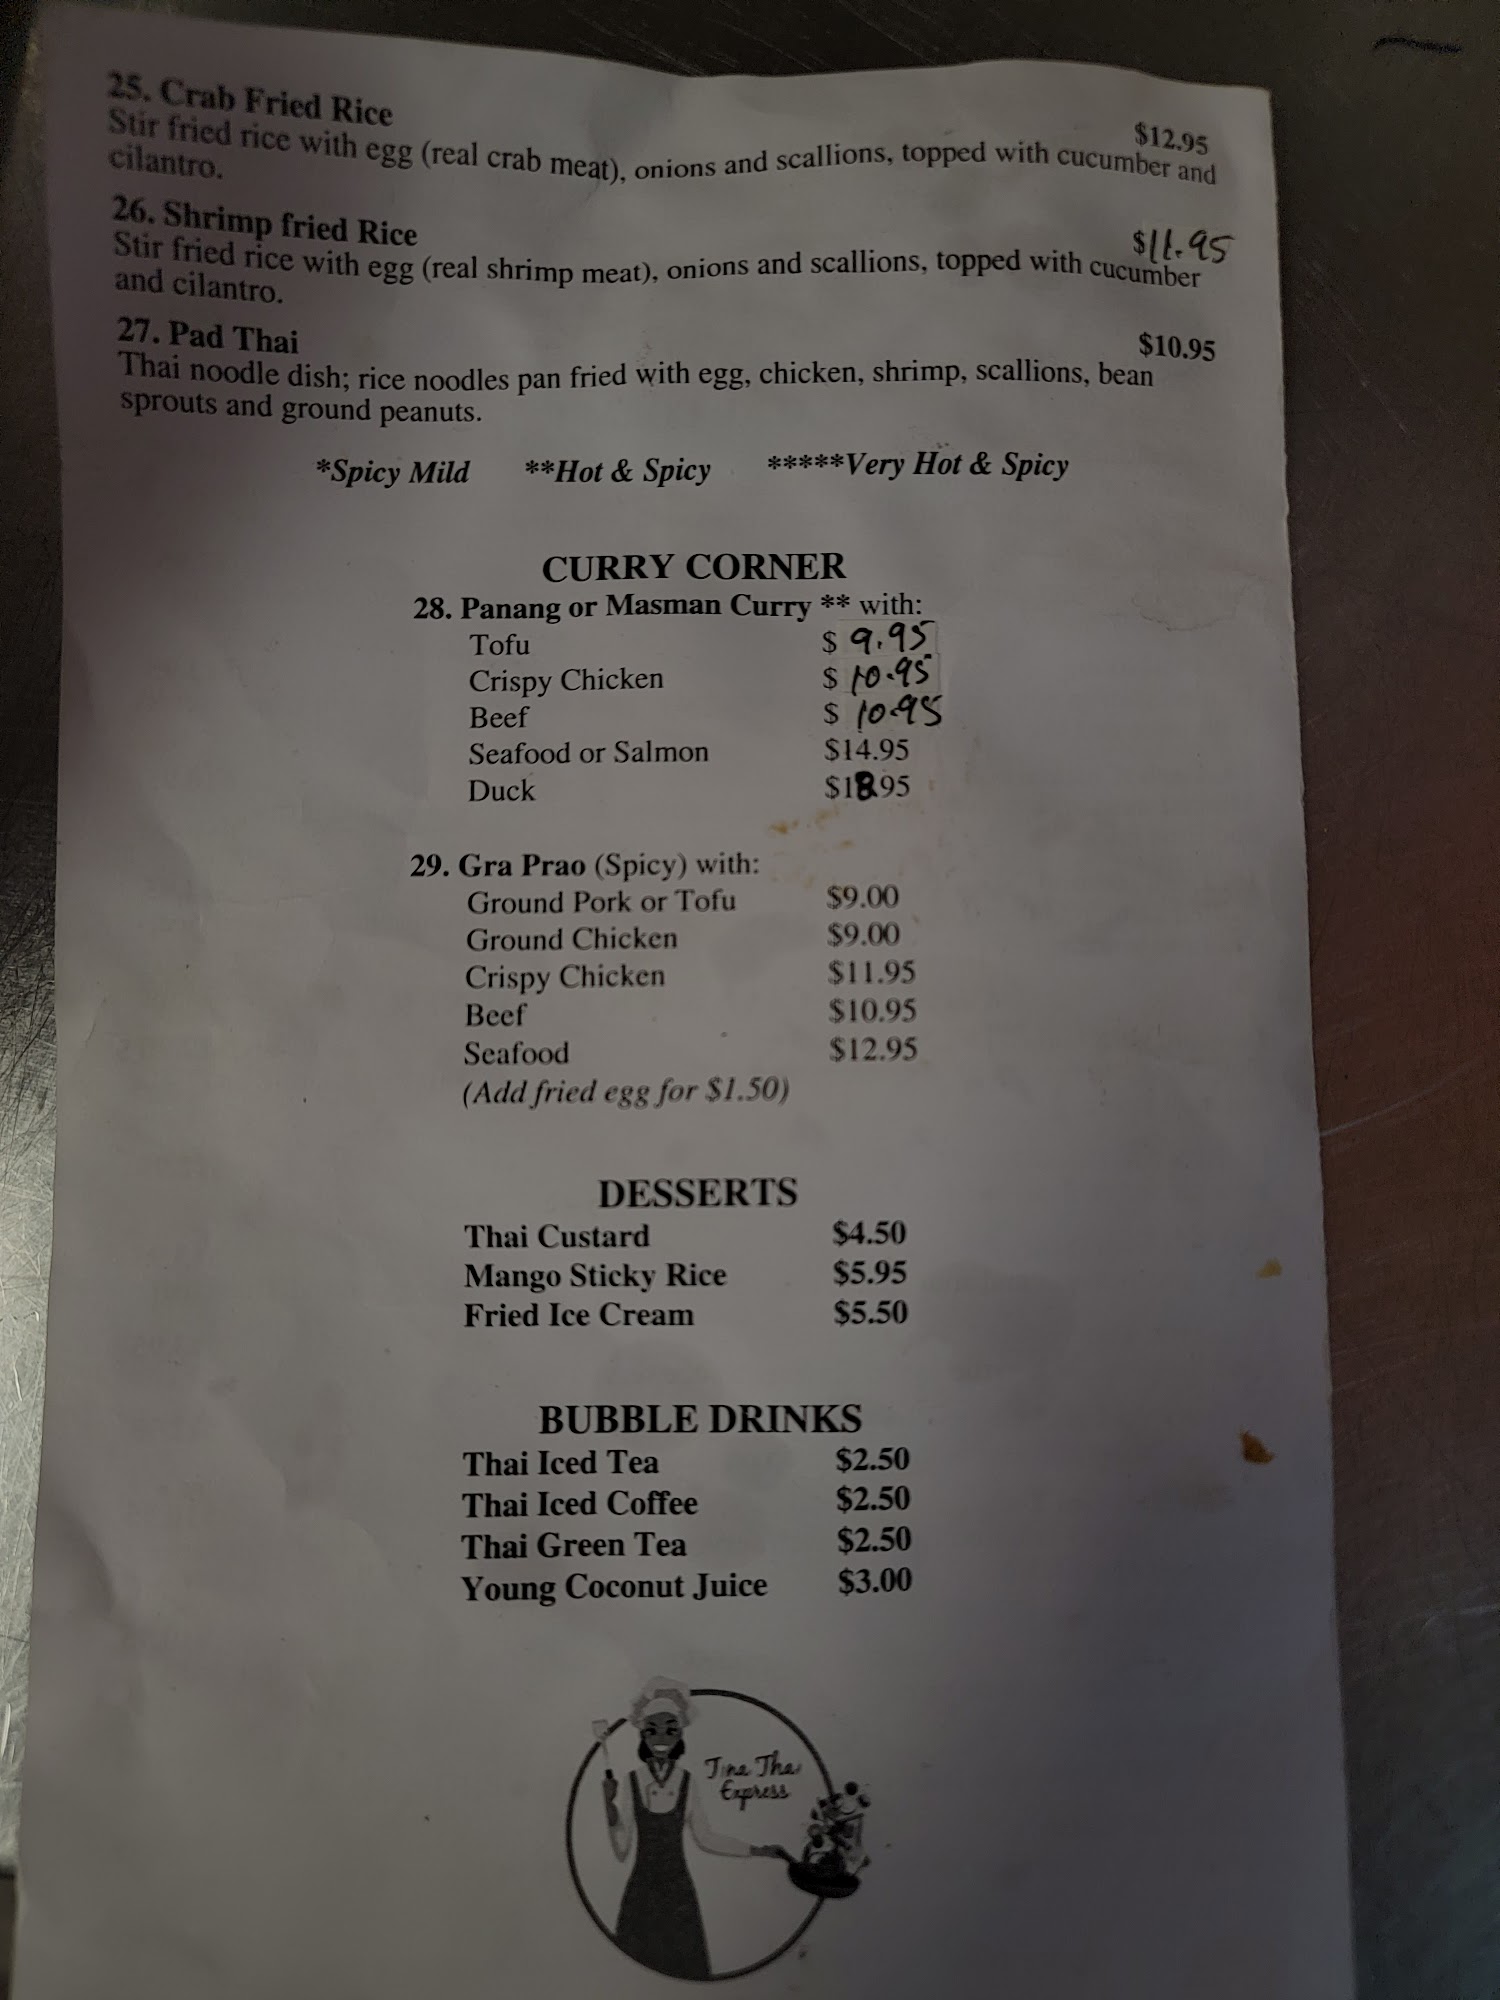 25. Crab Fried Rice $12.95
Stir fried rice with egg (real crab meat), onions and scallions, topped with cucumber and
cilantro.
26. Shrimp fried Rice $11.95
Stir fried rice with egg (real shrimp meat), onions and scallions, topped with cucumber
and cilantro.
27. Pad Thai $10.95
Thai noodle dish; rice noodles pan fried with egg, chicken, shrimp, scallions, bean
sprouts and ground peanuts.
*Spicy Mild **Hot & Spicy *****Very Hot & Spicy
CURRY CORNER
28. Panang or Masman Curry ** with:
Tofu $ 9.95
Crispy Chicken $ 10.95
Beef $ 10.95
Seafood or Salmon $14.95
Duck $18.95
29. Gra Prao (Spicy) with:
Ground Pork or Tofu $9.00
Ground Chicken $9.00
Crispy Chicken $11.95
Beef $10.95
Seafood $12.95
(Add fried egg for $1.50)
DESSERTS
Thai Custard $4.50
Mango Sticky Rice $5.95
Fried Ice Cream $5.50
BUBBLE DRINKS
Thai Iced Tea $2.50
Thai Iced Coffee $2.50
Thai Green Tea $2.50
Young Coconut Juice $3.00
Tina Thai
Express